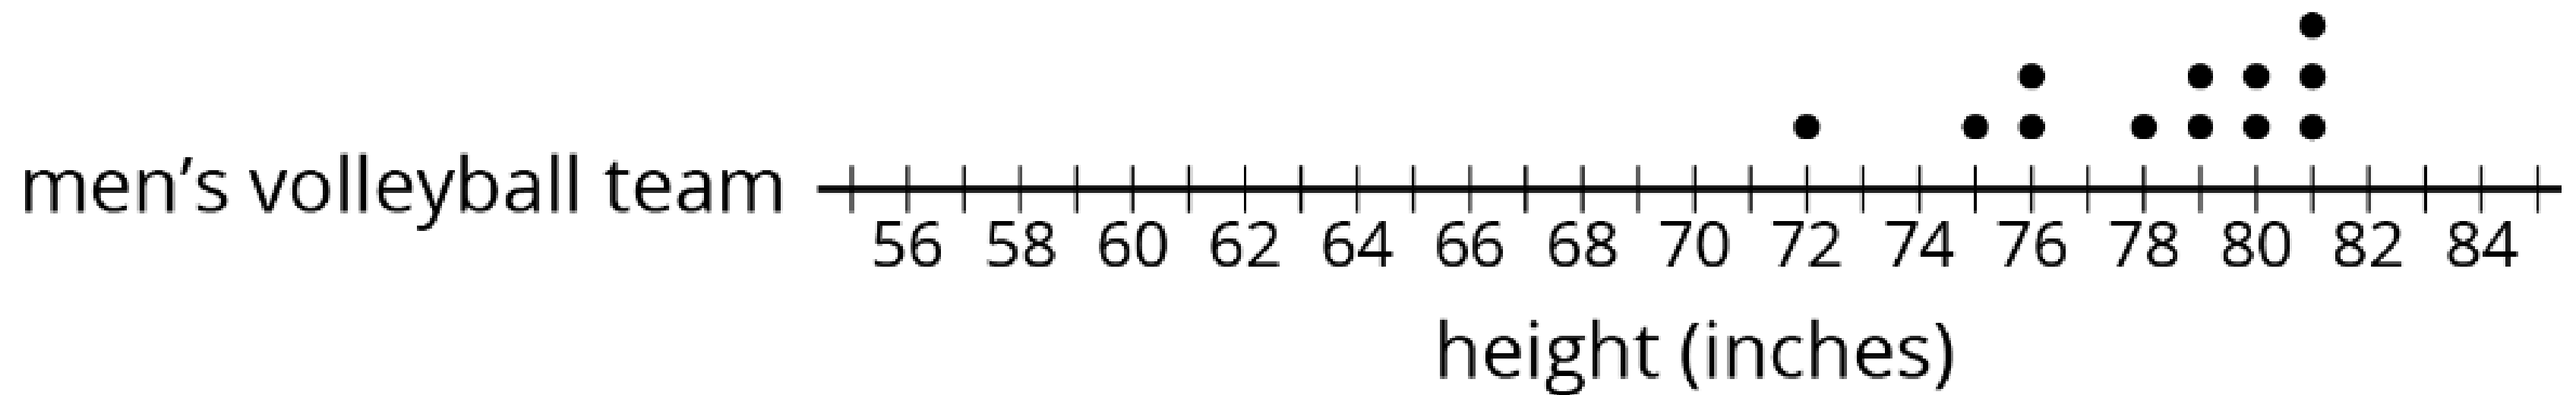 men’s volleyball team
56 58 60 62 64 66 68 70 72 74 76 78 80 82 84
height (inches)